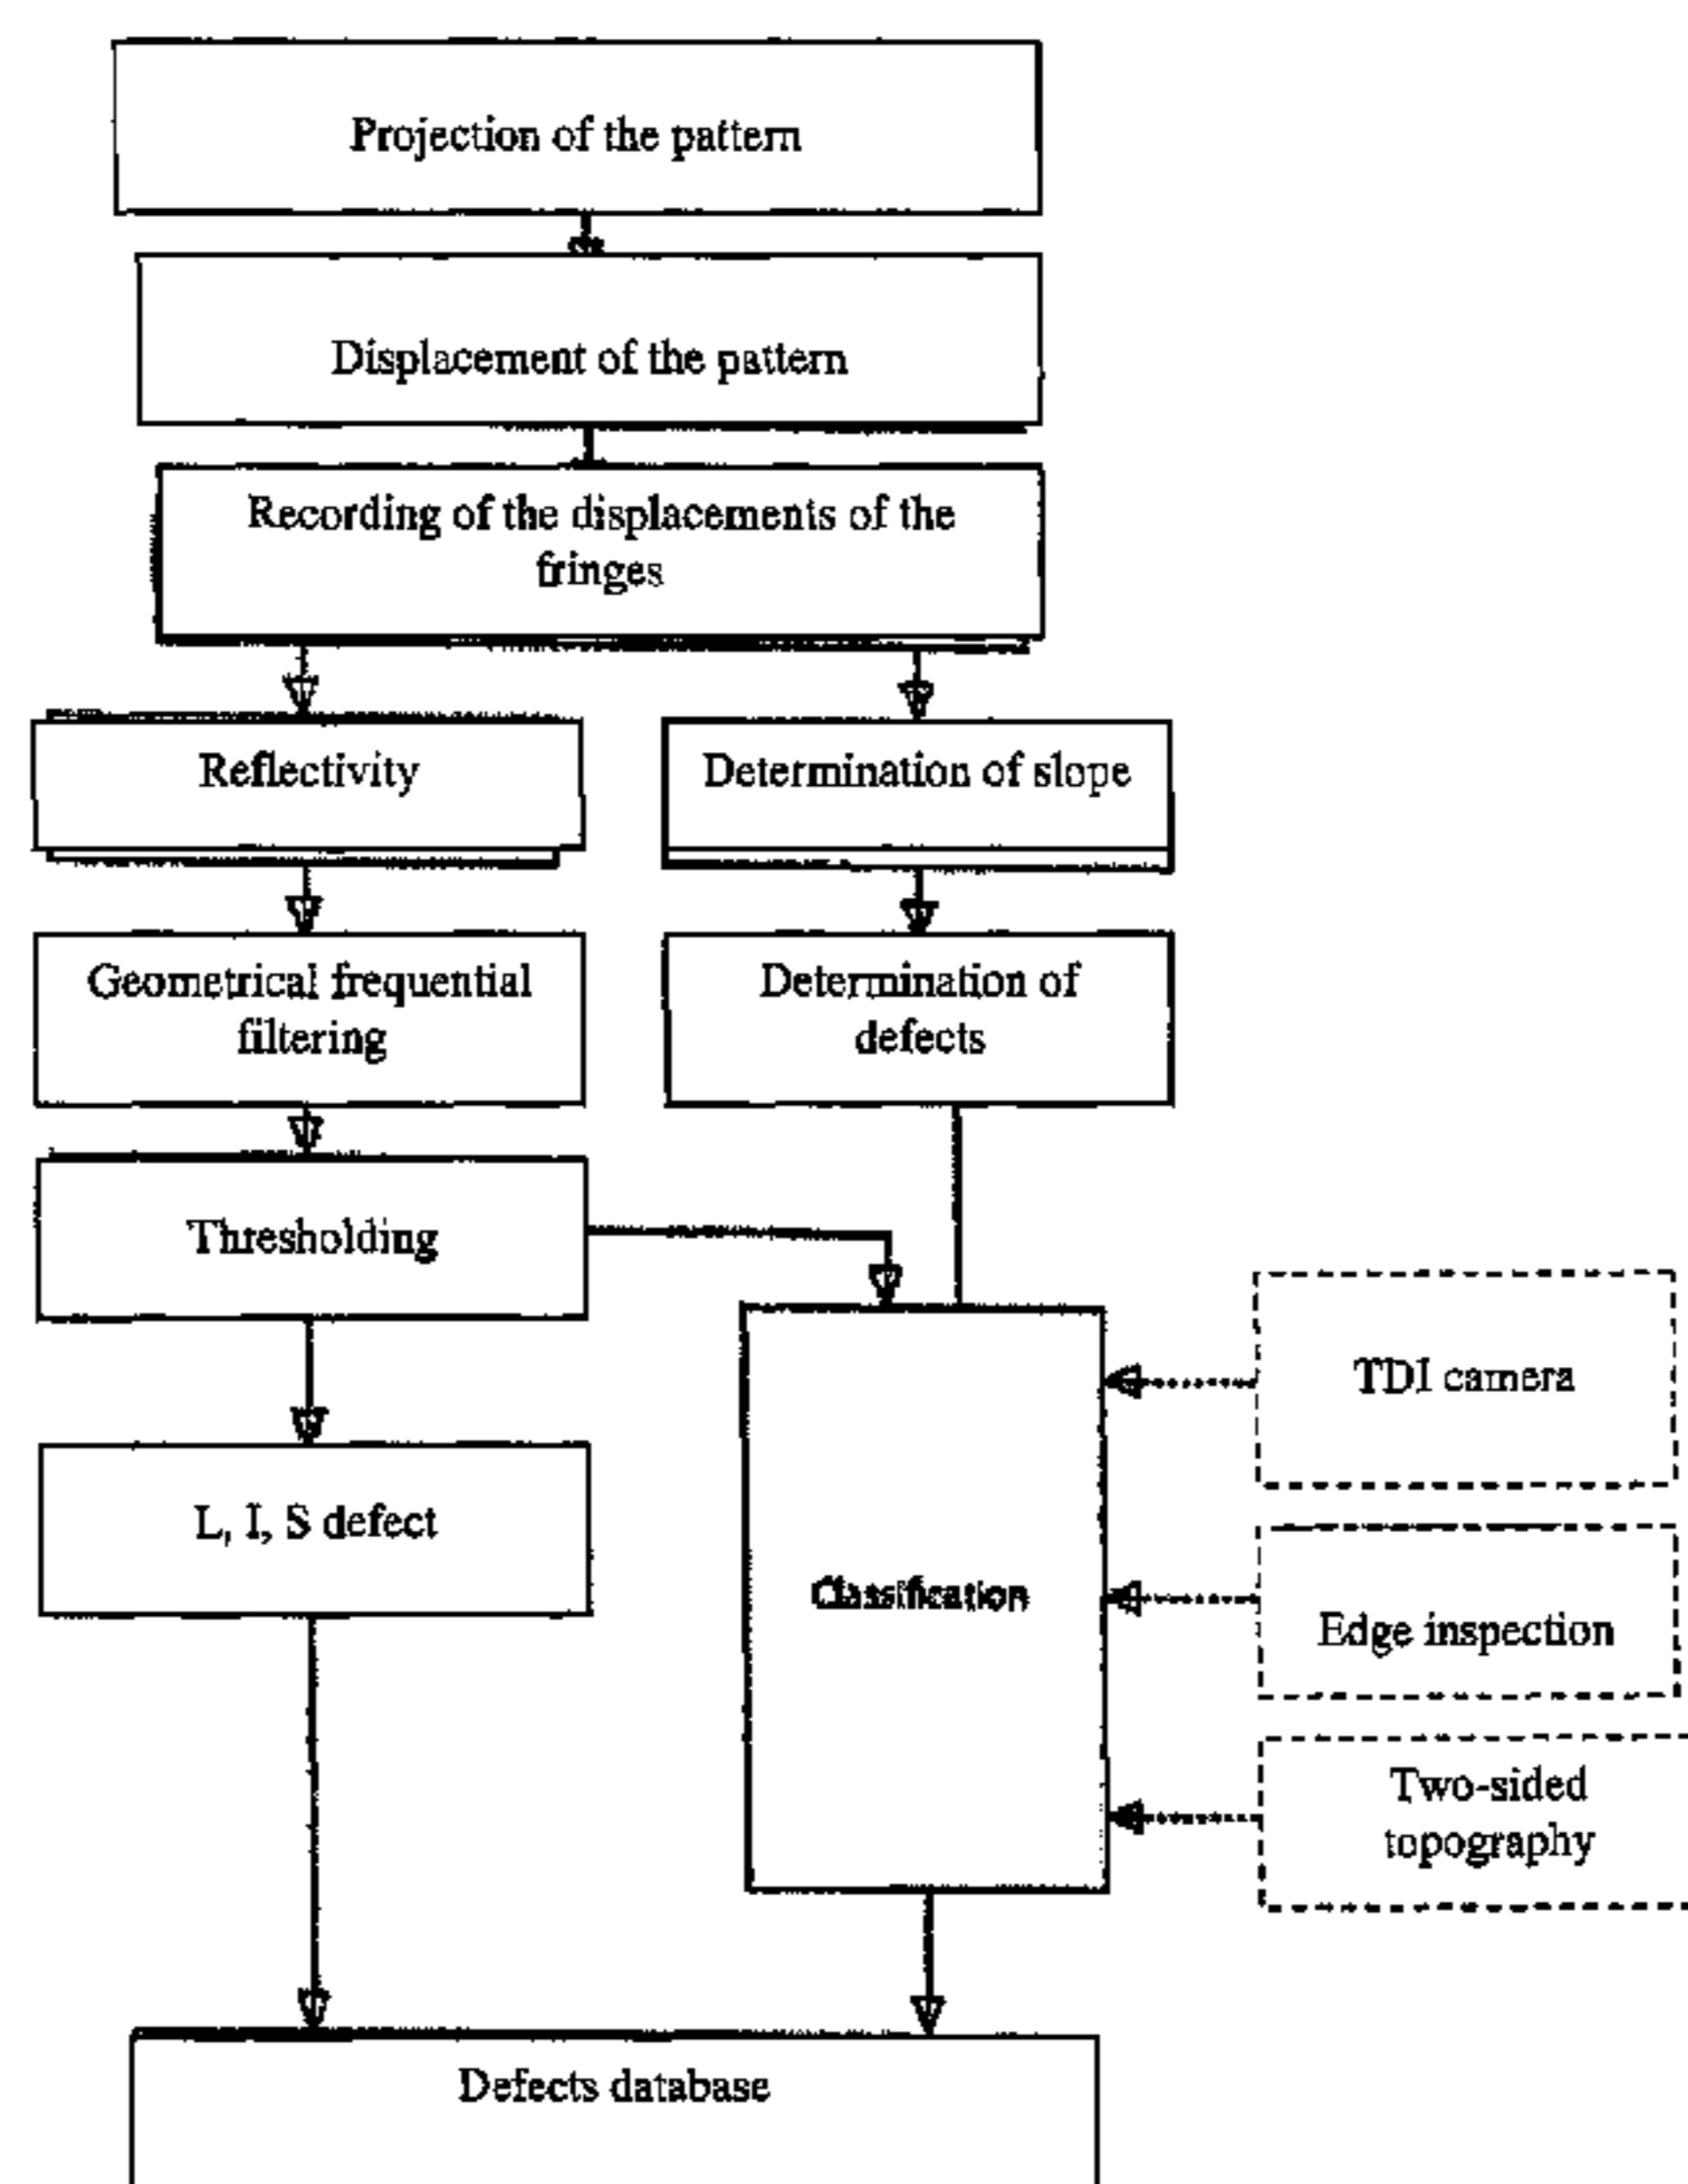 Projection of the pattern
Displacement of the pattern
Recording of the displacements of the
fringes
Reflectivity
Determination of slope
Geometrical frequential
filtering
Determination of
defects
Thresholding
TDI camera
L, I, S defect
Classification
Edge inspection
Two-sided
topography
Defects database